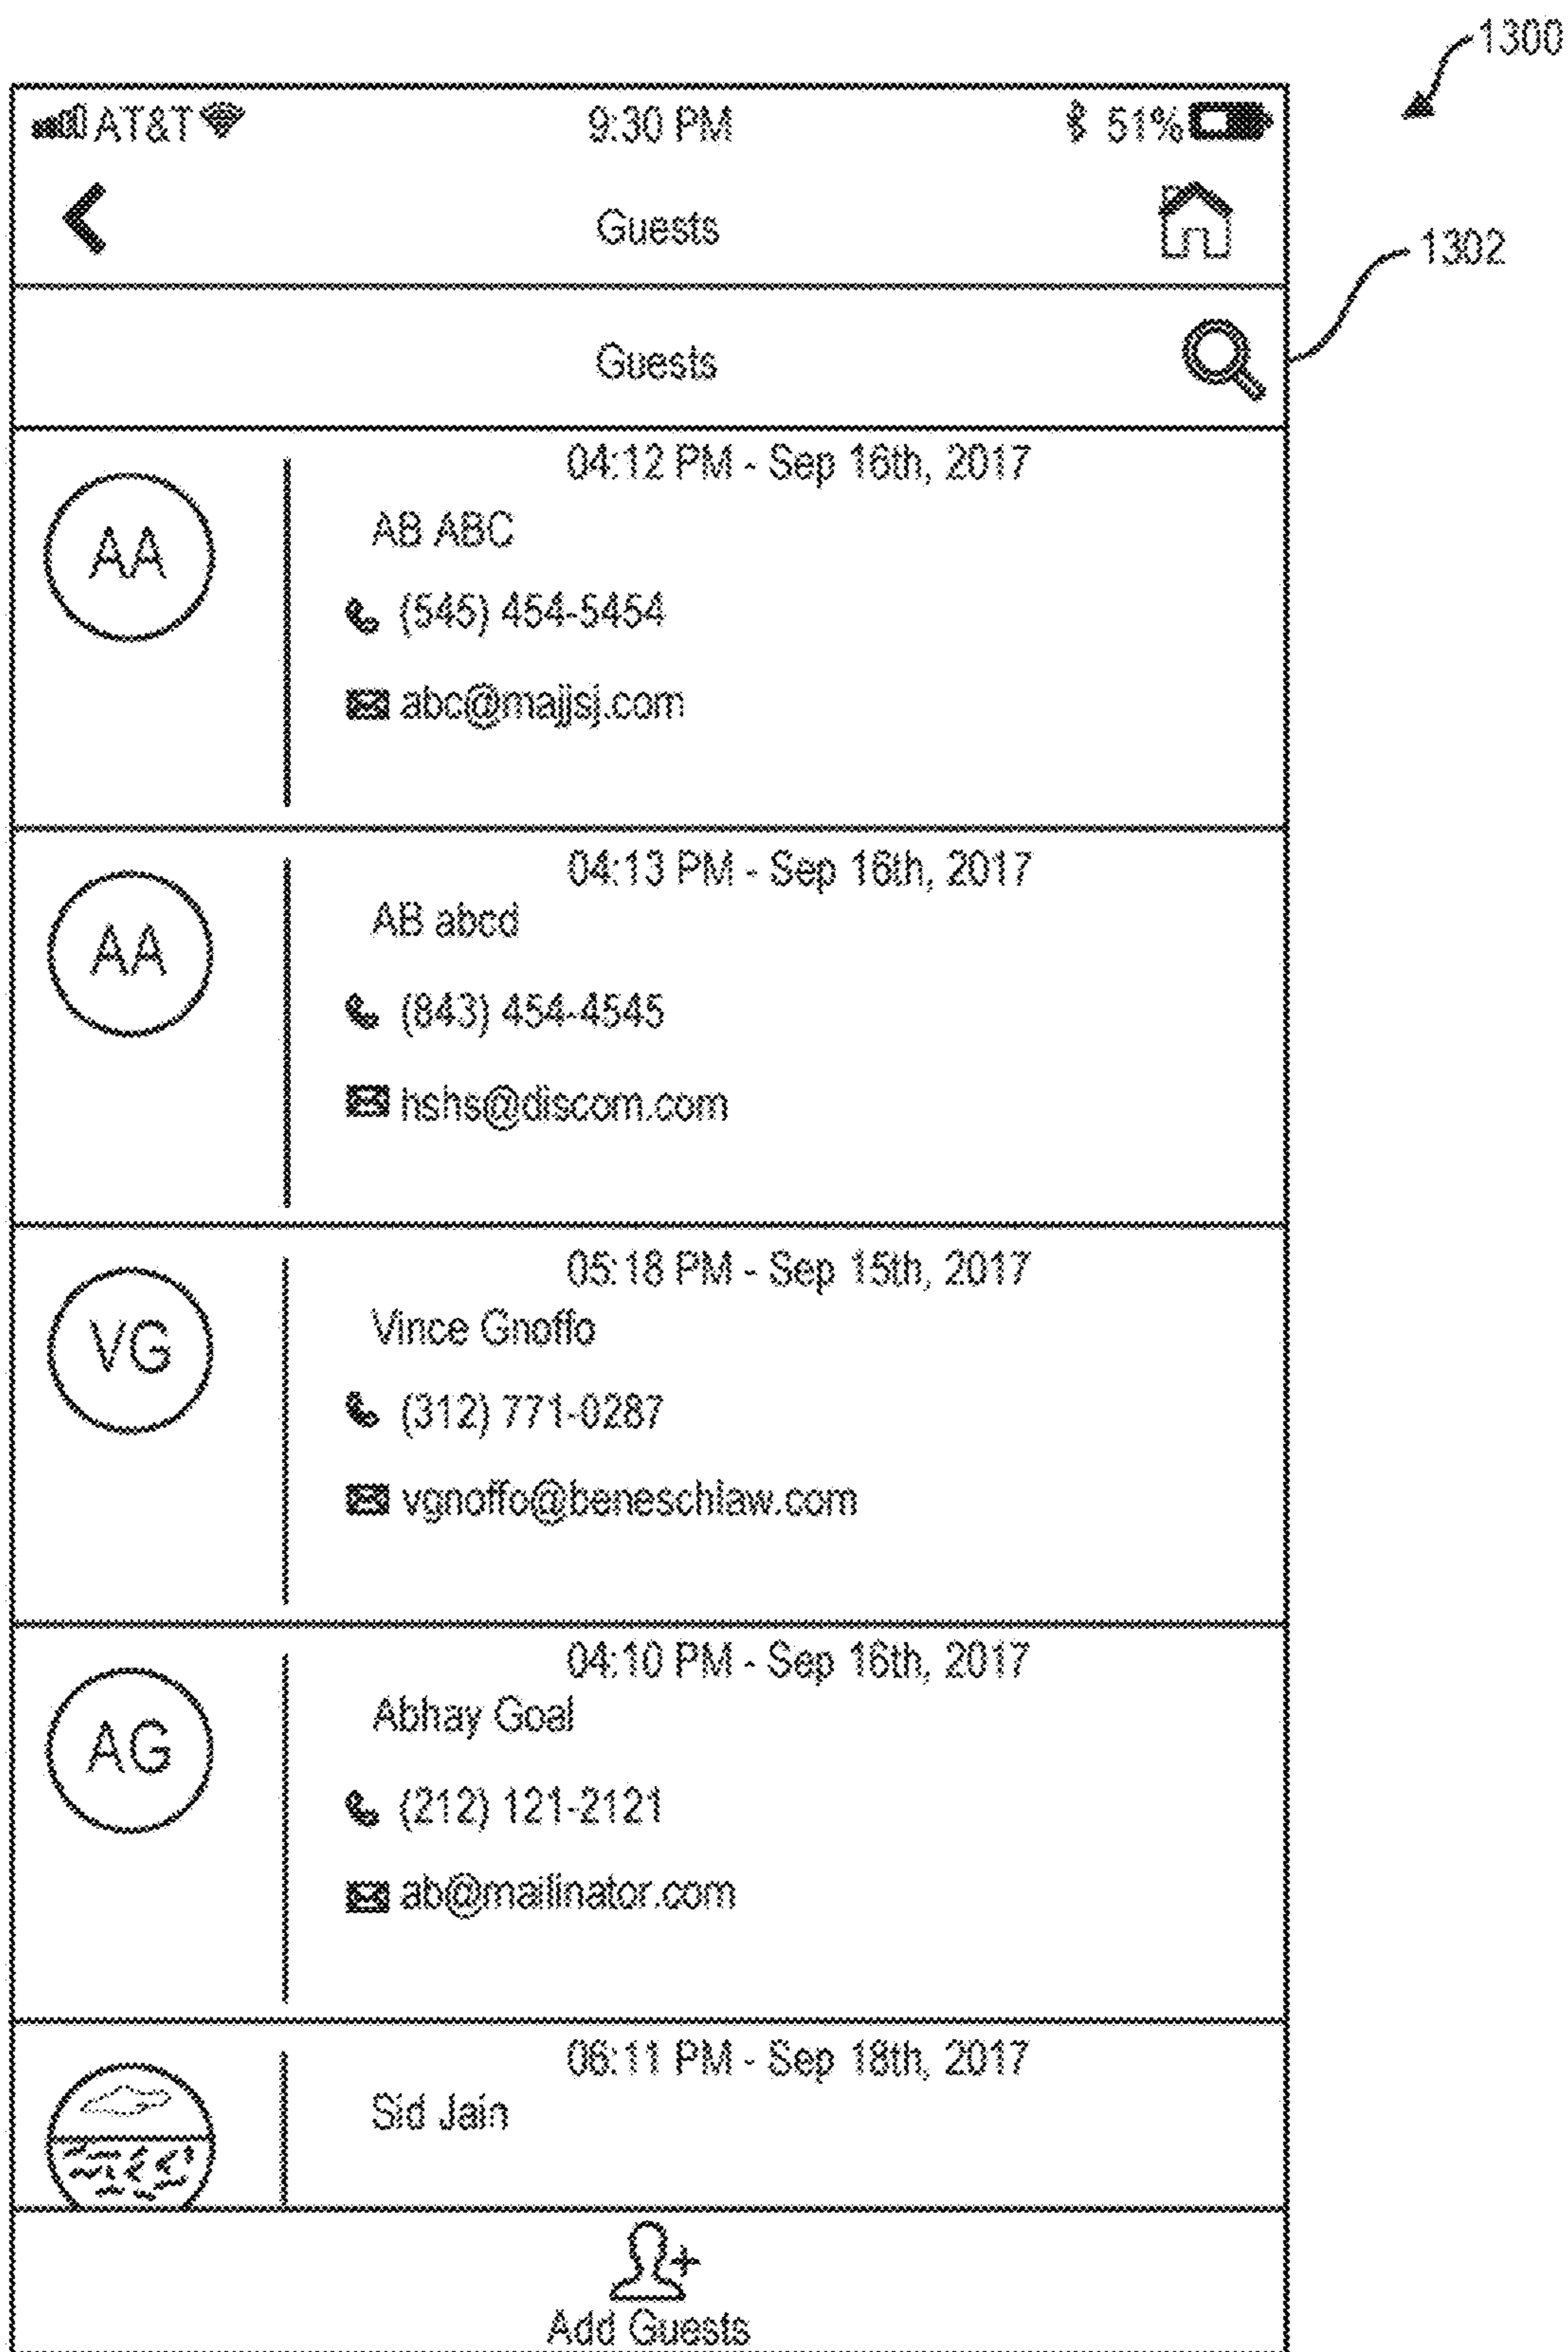 1300
AT&T 9:30 PM 51%
Guests
1302
Guests
04:12 PM - Sep 16th, 2017
AA
AB ABC
(545) 454-5454
abc@majjsj.com
04:13 PM - Sep 16th, 2017
AA
AB abcd
(843) 454-4545
hshs@discom.com
05:18 PM - Sep 15th, 2017
VG
Vince Gnoffo
(312) 771-0287
vgnoffo@beneschlaw.com
04:10 PM - Sep 16th, 2017
AG
Abhay Goal
(212) 121-2121
ab@mailinator.com
06:11 PM - Sep 18th, 2017
Sid Jain
Add Guests